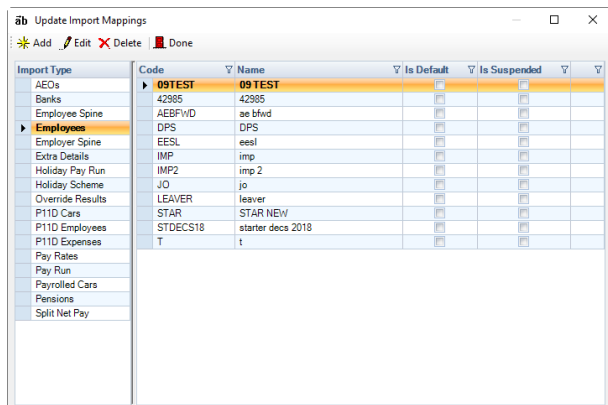 āb Update Import Mappings
Add Edit Delete Done
Import Type
AEOs
Banks
Employee Spine
Employees
Employer Spine
Extra Details
Holiday Pay Run
Holiday Scheme
Override Results
P11D Cars
P11D Employees
P11D Expenses
Pay Rates
Pay Run
Payrolled Cars
Pensions
Split Net Pay
Code Name Is Default Is Suspended
09TEST 09 TEST
42985 42985
AEBFWD ae bfwd
DPS DPS
EESL eesl
IMP imp
IMP2 imp 2
JO jo
LEAVER leaver
STAR STAR NEW
STDECS18 starter decs 2018
T t